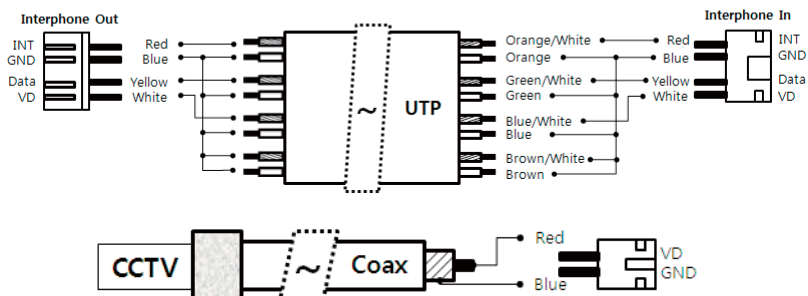 Interphone Out
Interphone In
INT
Red
Orange/White
Red
INT
GND
Blue
Orange
Blue
GND
Data
Yellow
Green/White
Yellow
Data
VD
White
Green
White
VD
~
UTP
Blue/White
Blue
Brown/White
Brown
CCTV
~
Coax
Red
Blue
VD
GND